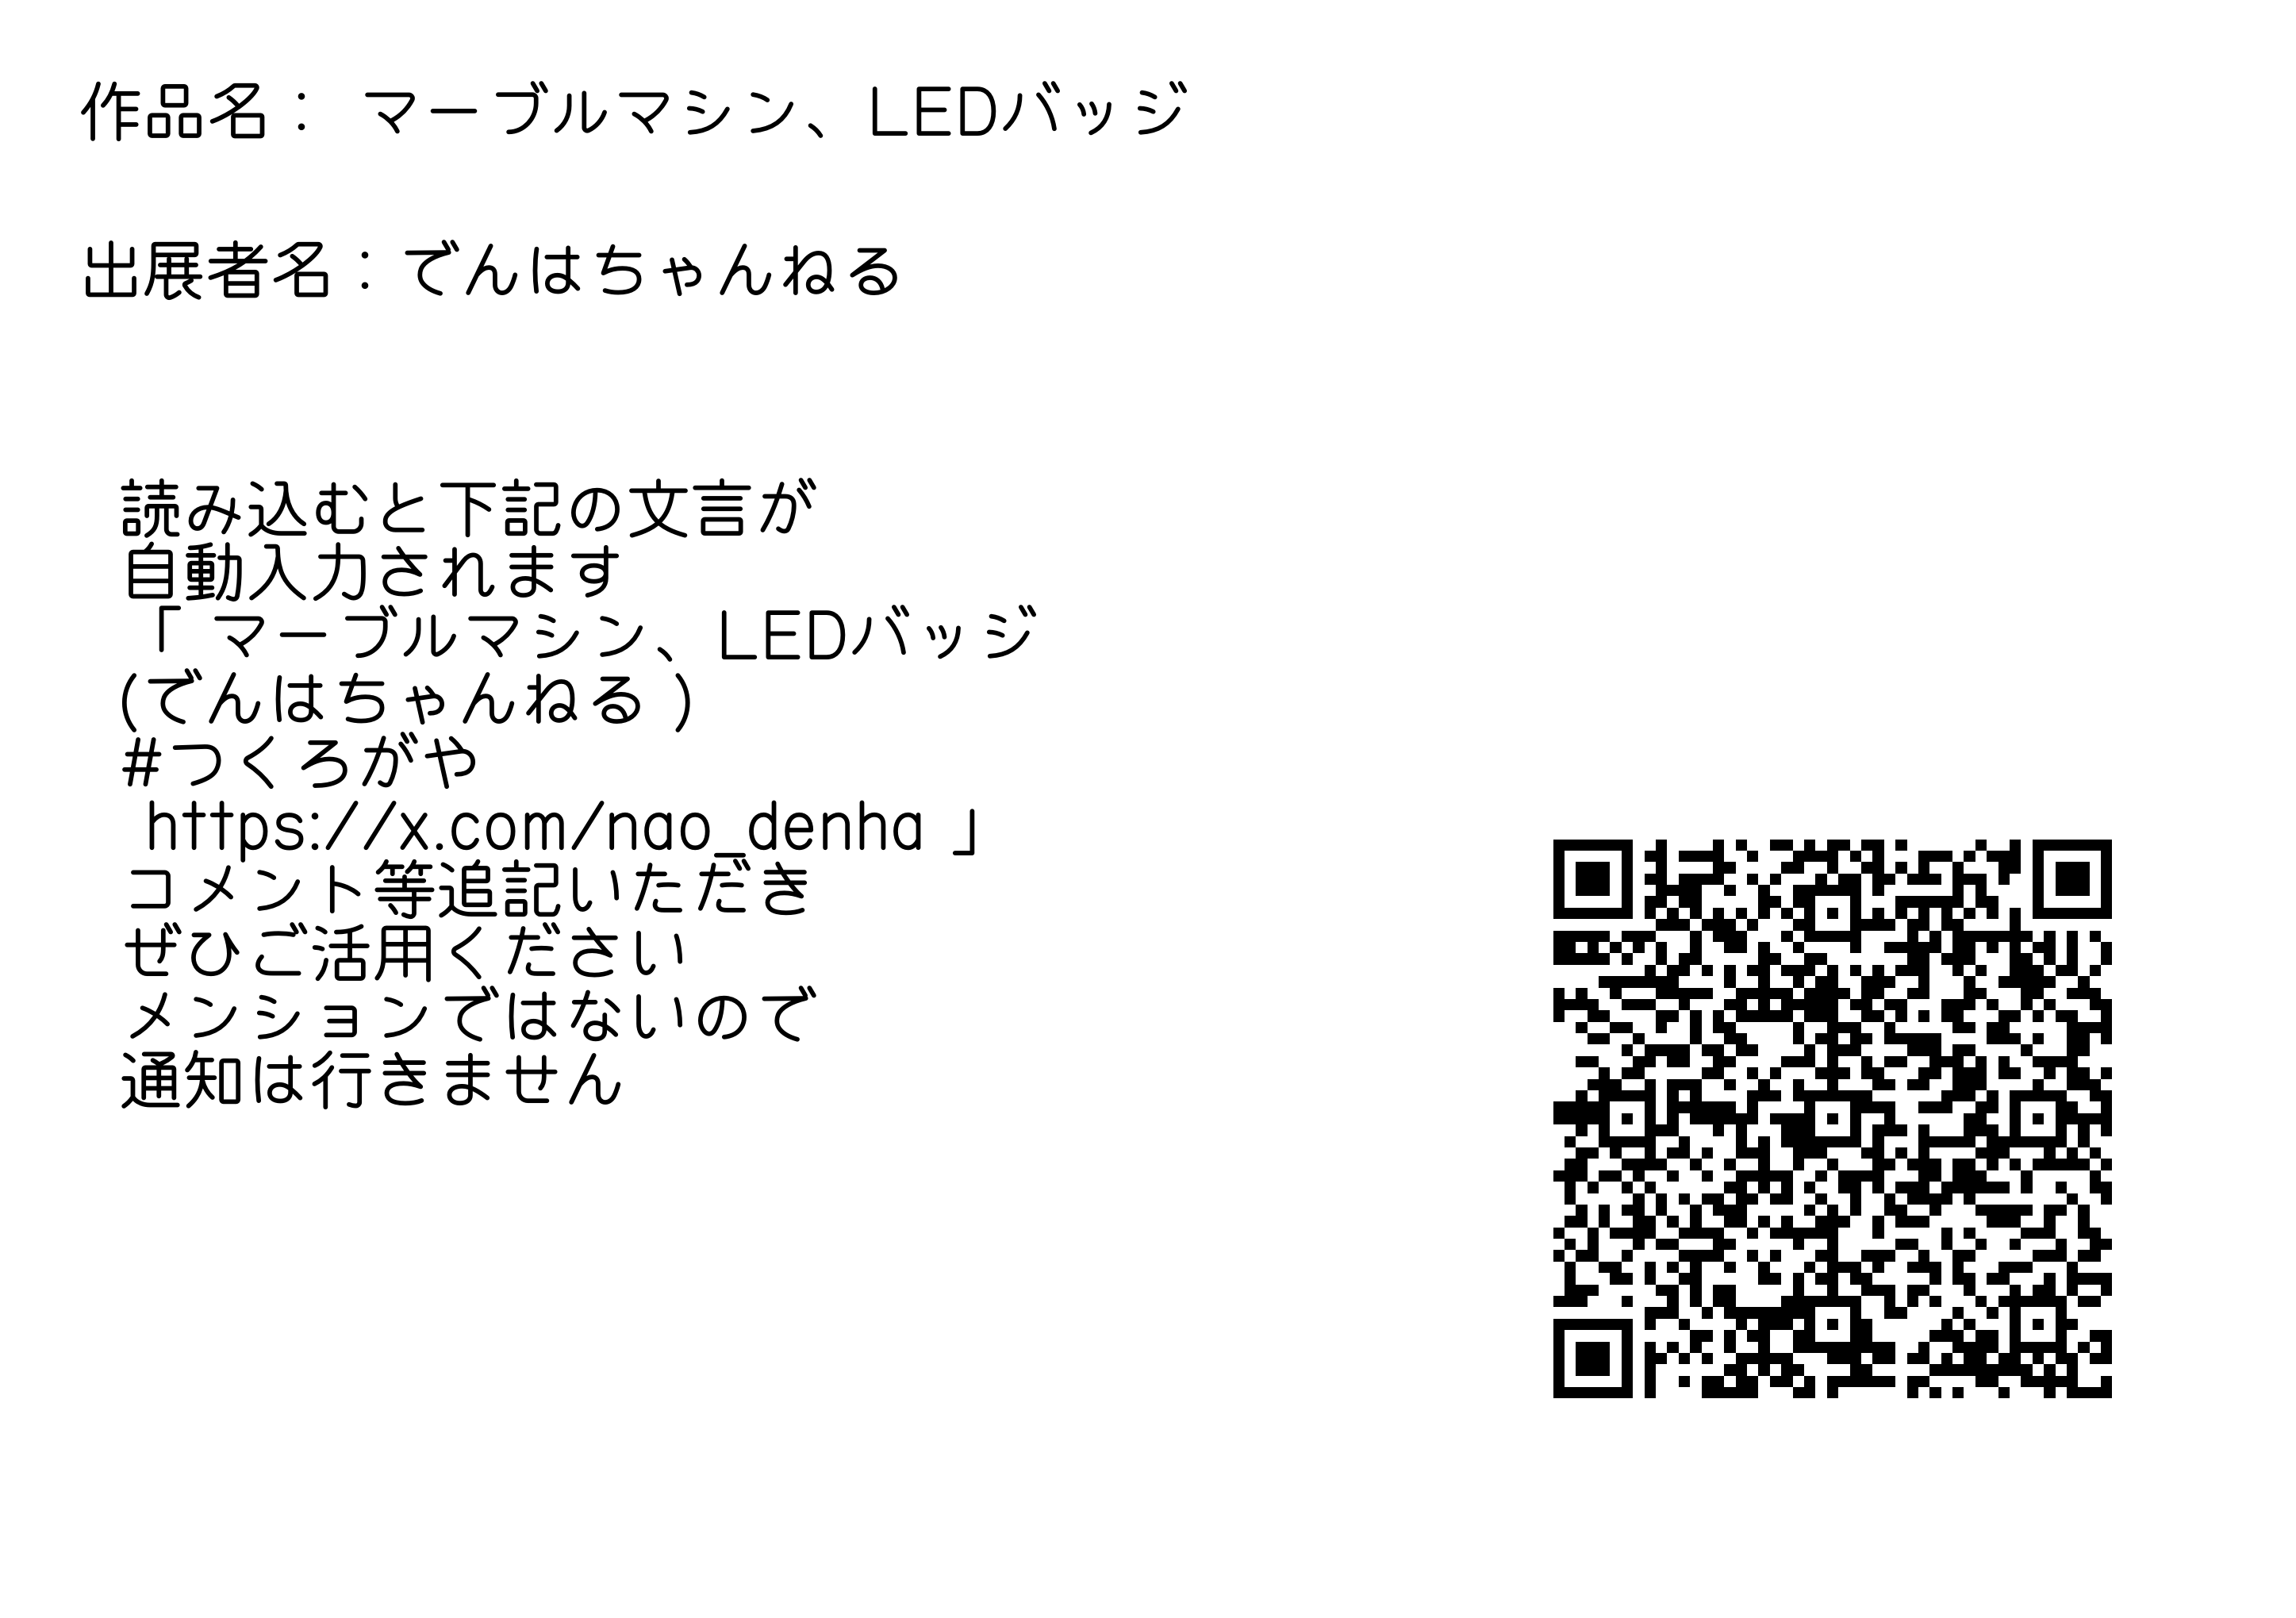 作品名： マーブルマシン、LEDバッジ
出展者名：でんはちゃんねる
読み込むと下記の文言が
自動入力されます
「 マーブルマシン、LEDバッジ
(でんはちゃんねる )
#つくろがや
https://x.com/nao_denha 」
コメント等追記いただき
ぜひご活用ください
メンションではないので
通知は行きません